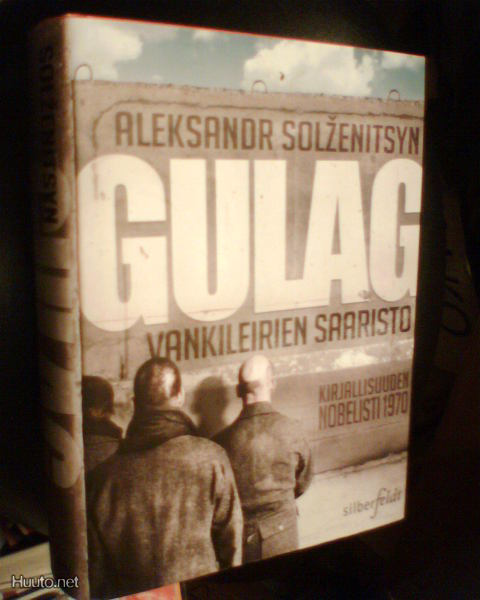 ALEKSANDR SOLŽENITSYN
GULAG
VANKILEIRIEN SAARISTO
KIRJALLISUUDEN
NOBELISTI 1970
silberfeldt
Huuto.net